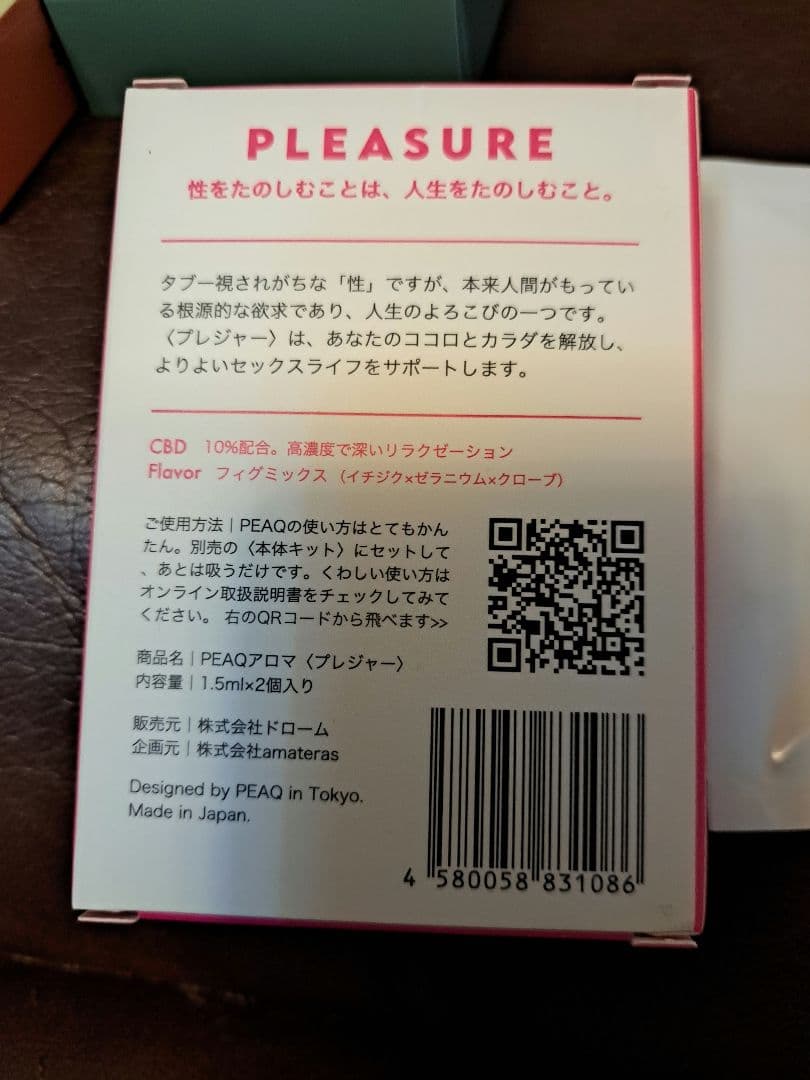 PLEASURE
性をたのしむことは、人生をたのしむこと。
タブー視されがちな「性」ですが、本来人間がもってい
る根源的な欲求であり、人生のよろこびの一つです。
〈プレジャー〉は、あなたのココロとカラダを解放し、
よりよいセックスライフをサポートします。
CBD 10%配合。高濃度で深いリラクゼーション
Flavor フィグミックス（イチジク×ゼラニウム×クローブ）
ご使用方法｜PEAQの使い方はとてもかん
たん。別売の〈本体キット〉にセットして
、あとは吸うだけです。くわしい使い方は
オンライン取扱説明書をチェックしてみて
ください。 右のQRコードから飛べます>>
商品名｜PEAQアロマ〈プレジャー〉
内容量｜1.5ml×2個入り
販売元｜株式会社ドローム
企画元｜株式会社amateras
Designed by PEAQ in Tokyo.
Made in Japan.
4 580058 831086